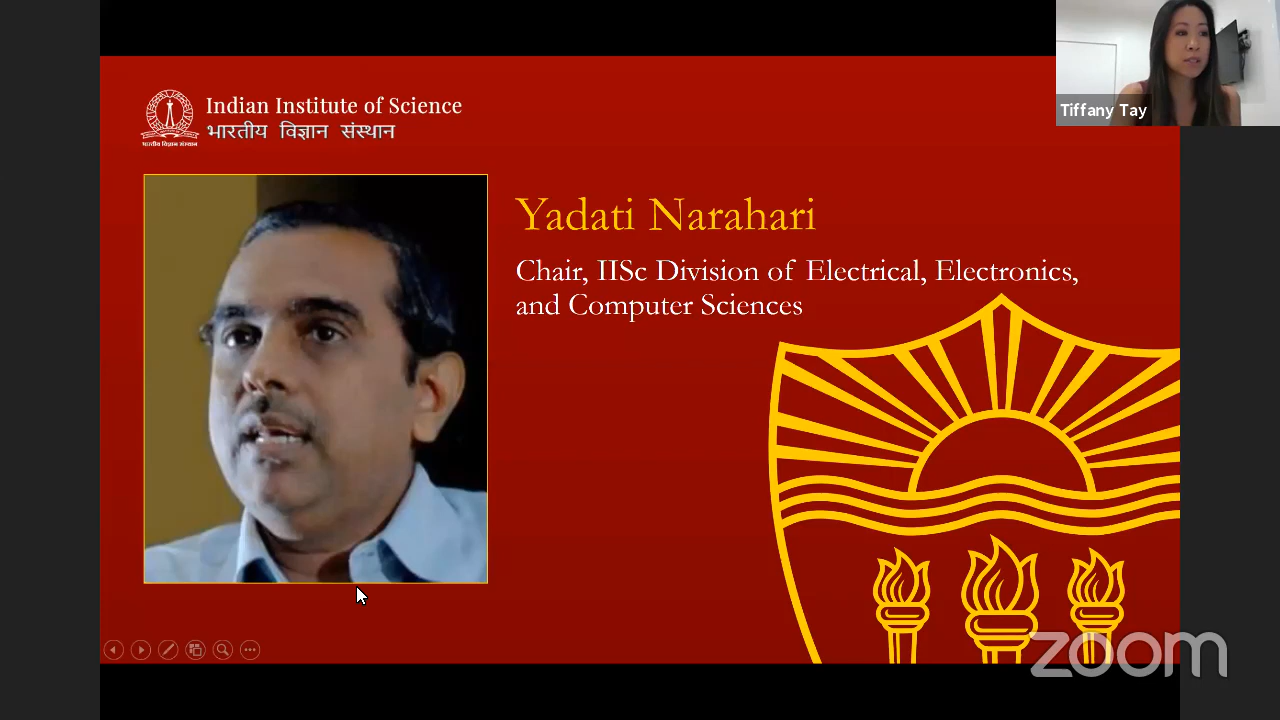 Indian Institute of Science
भारतीय विज्ञान संस्थान
भारतीय विज्ञान संस्थान
Yadati Narahari
Chair, IISc Division of Electrical, Electronics,
and Computer Sciences
Tiffany Tay
zoom